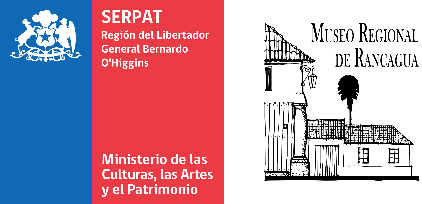 SERPAT
Región del Libertador
General Bernardo
O'Higgins
Ministerio de las
Culturas, las Artes
y el Patrimonio
MUSEO REGIONAL
DE RANCAGUA